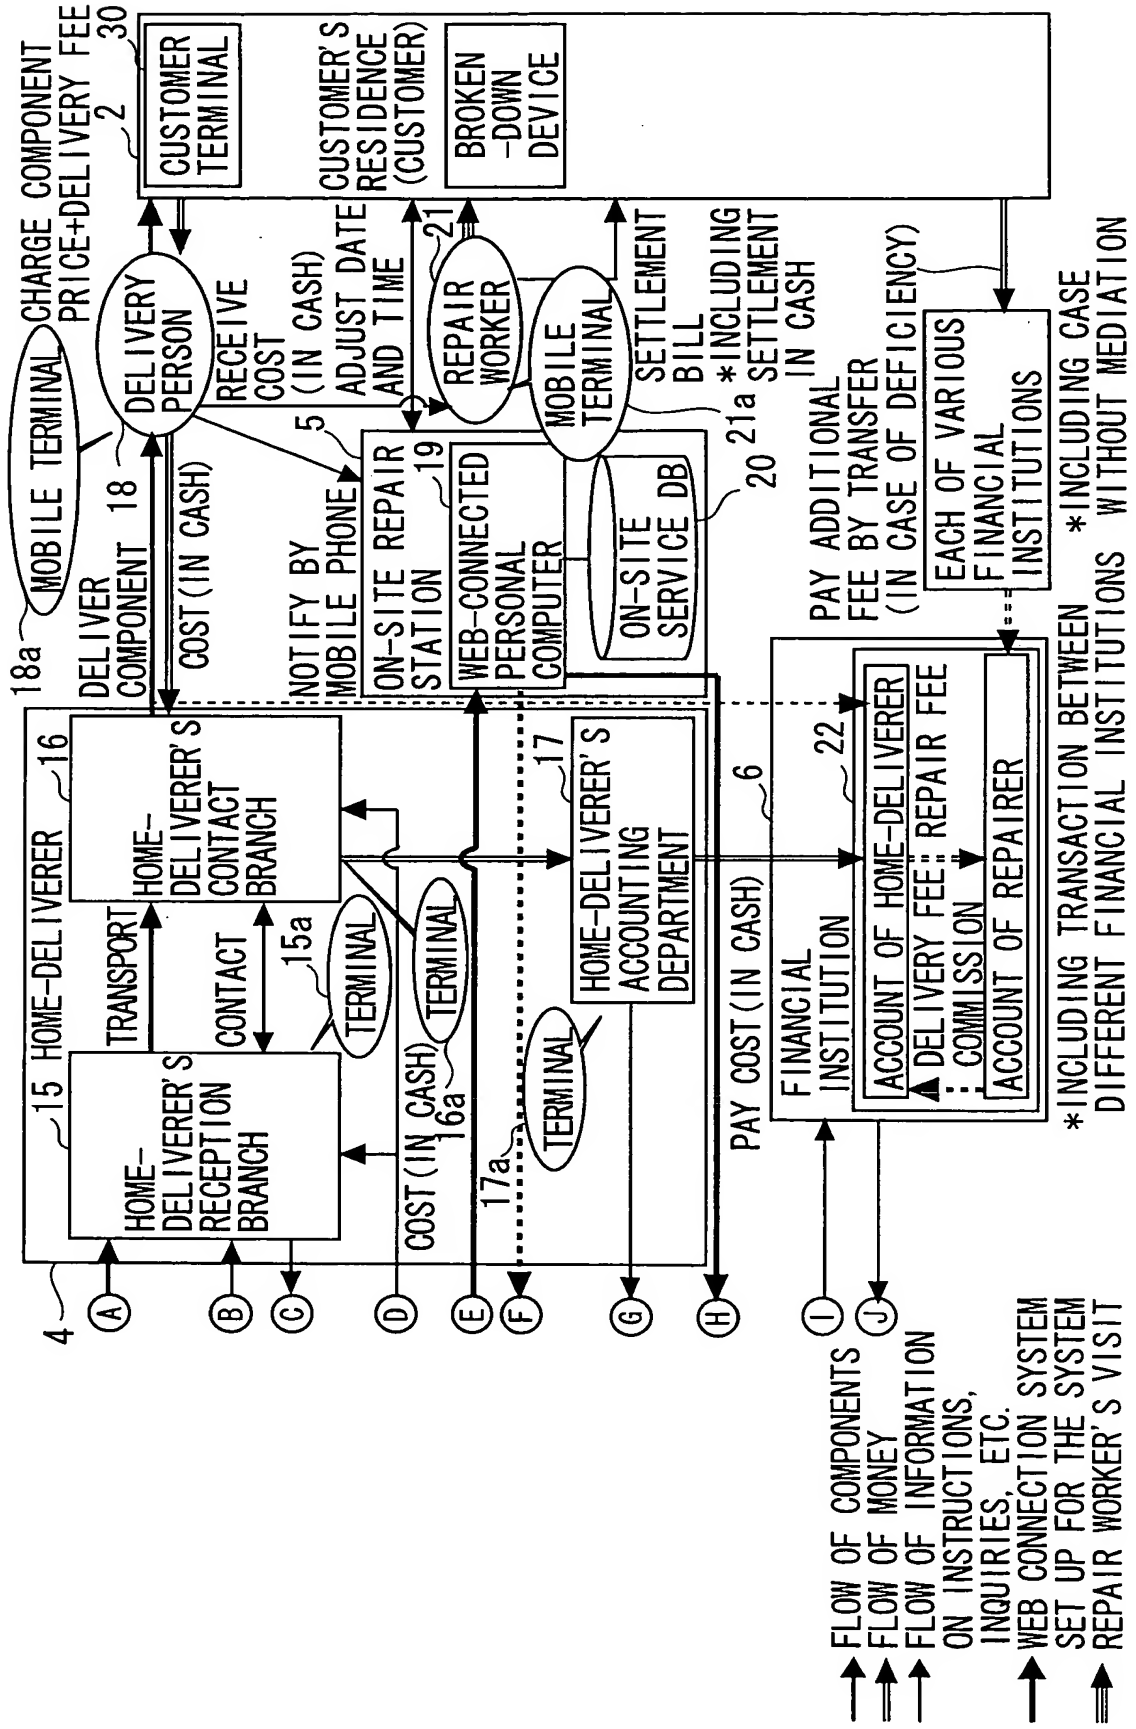 18a
MOBILE TERMINAL
CHARGE COMPONENT
PRICE+DELIVERY FEE
2
30
CUSTOMER
TERMINAL
DELIVERY
PERSON
18
DELIVER
COMPONENT
COST(IN CASH)
RECEIVE
COST
(IN CASH)
ADJUST DATE
AND TIME
CUSTOMER'S
RESIDENCE
(CUSTOMER)
BROKEN
-DOWN
DEVICE
21
REPAIR
WORKER
MOBILE
TERMINAL
21a
SETTLEMENT
BILL
*INCLUDING
SETTLEMENT
IN CASH
NOTIFY BY
MOBILE PHONE
5
ON-SITE REPAIR
STATION
19
WEB-CONNECTED
PERSONAL
COMPUTER
ON-SITE
SERVICE DB
20
4
HOME-DELIVERER
15
HOME-
DELIVERER'S
RECEPTION
BRANCH
TRANSPORT
CONTACT
16
HOME-
DELIVERER'S
CONTACT
BRANCH
15a
TERMINAL
TERMINAL
16a
COST(IN CASH)
17a
TERMINAL
17
HOME-DELIVERER'S
ACCOUNTING
DEPARTMENT
A
B
C
D
E
F
G
H
I
J
PAY COST(IN CASH)
6
FINANCIAL
INSTITUTION
22
ACCOUNT OF HOME-DELIVERER
DELIVERY FEE
REPAIR FEE
COMMISSION
ACCOUNT OF REPAIRER
PAY ADDITIONAL
FEE BY TRANSFER
(IN CASE OF DEFICIENCY)
EACH OF VARIOUS
FINANCIAL
INSTITUTIONS
*INCLUDING CASE
WITHOUT MEDIATION
*INCLUDING TRANSACTION BETWEEN
DIFFERENT FINANCIAL INSTITUTIONS
FLOW OF COMPONENTS
FLOW OF MONEY
FLOW OF INFORMATION
ON INSTRUCTIONS,
INQUIRIES, ETC.
WEB CONNECTION SYSTEM
SET UP FOR THE SYSTEM
REPAIR WORKER'S VISIT